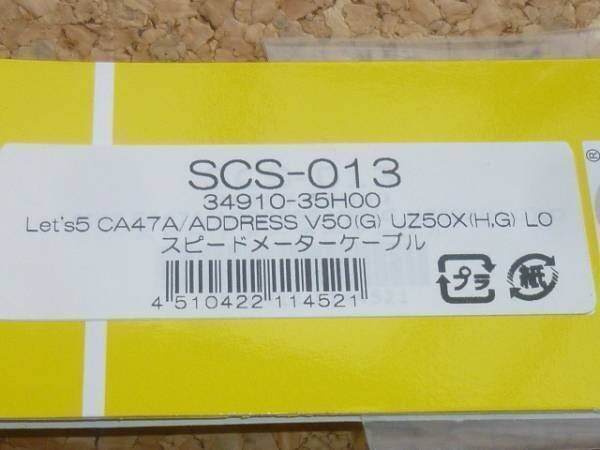 SCS-013
34910-35H00
Let's5 CA47A/ADDRESS V50(G) UZ50X(H,G) L0
スピードメーターケーブル
4 510422 114521
プラ
紙
®